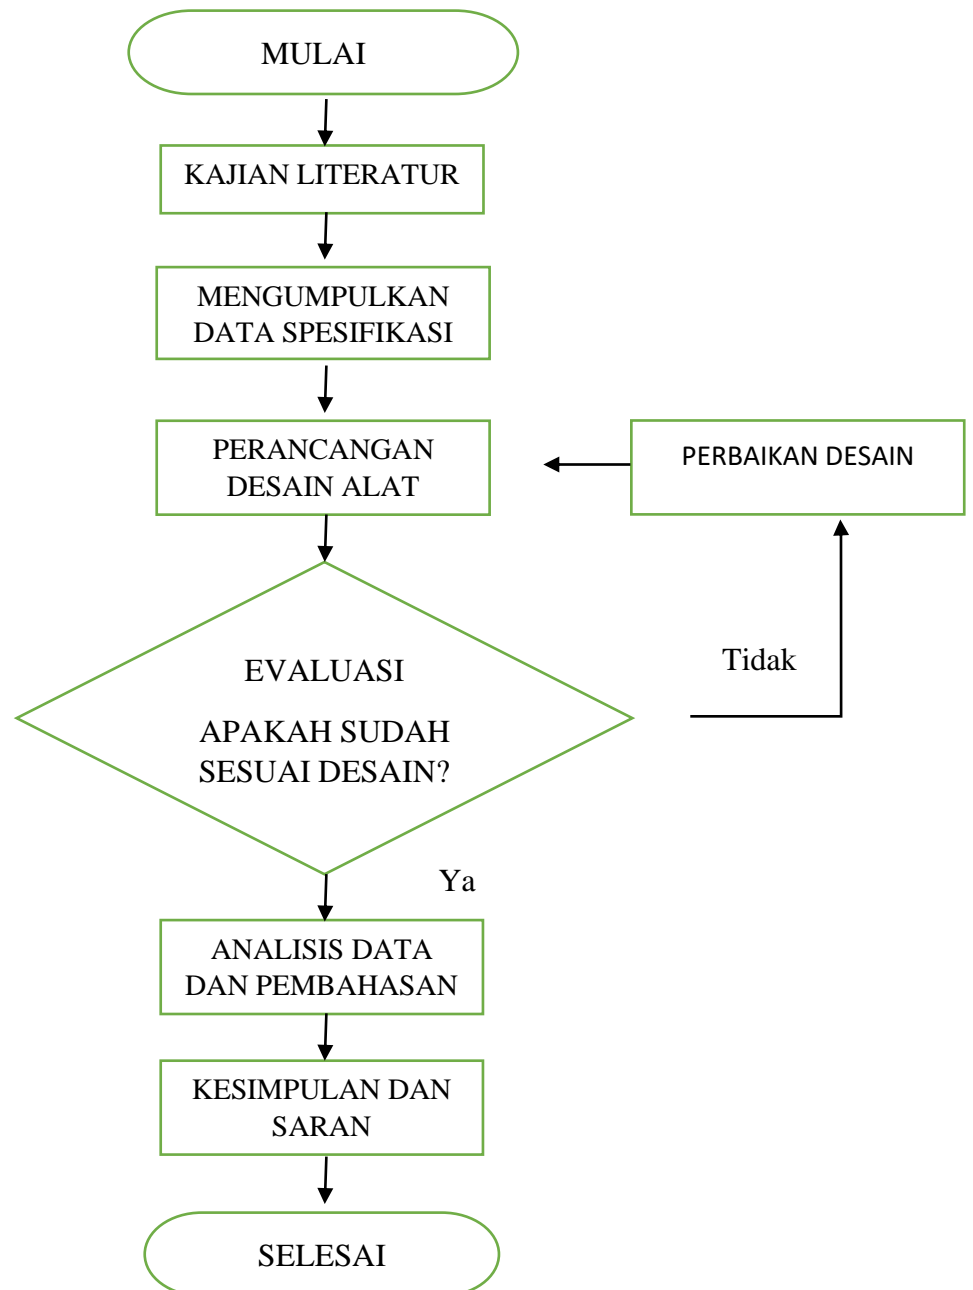 MULAI
KAJIAN LITERATUR
MENGUMPULKAN
DATA SPESIFIKASI
PERANCANGAN
DESAIN ALAT
PERBAIKAN DESAIN
EVALUASI
APAKAH SUDAH
SESUAI DESAIN?
Tidak
Ya
ANALISIS DATA
DAN PEMBAHASAN
KESIMPULAN DAN
SARAN
SELESAI